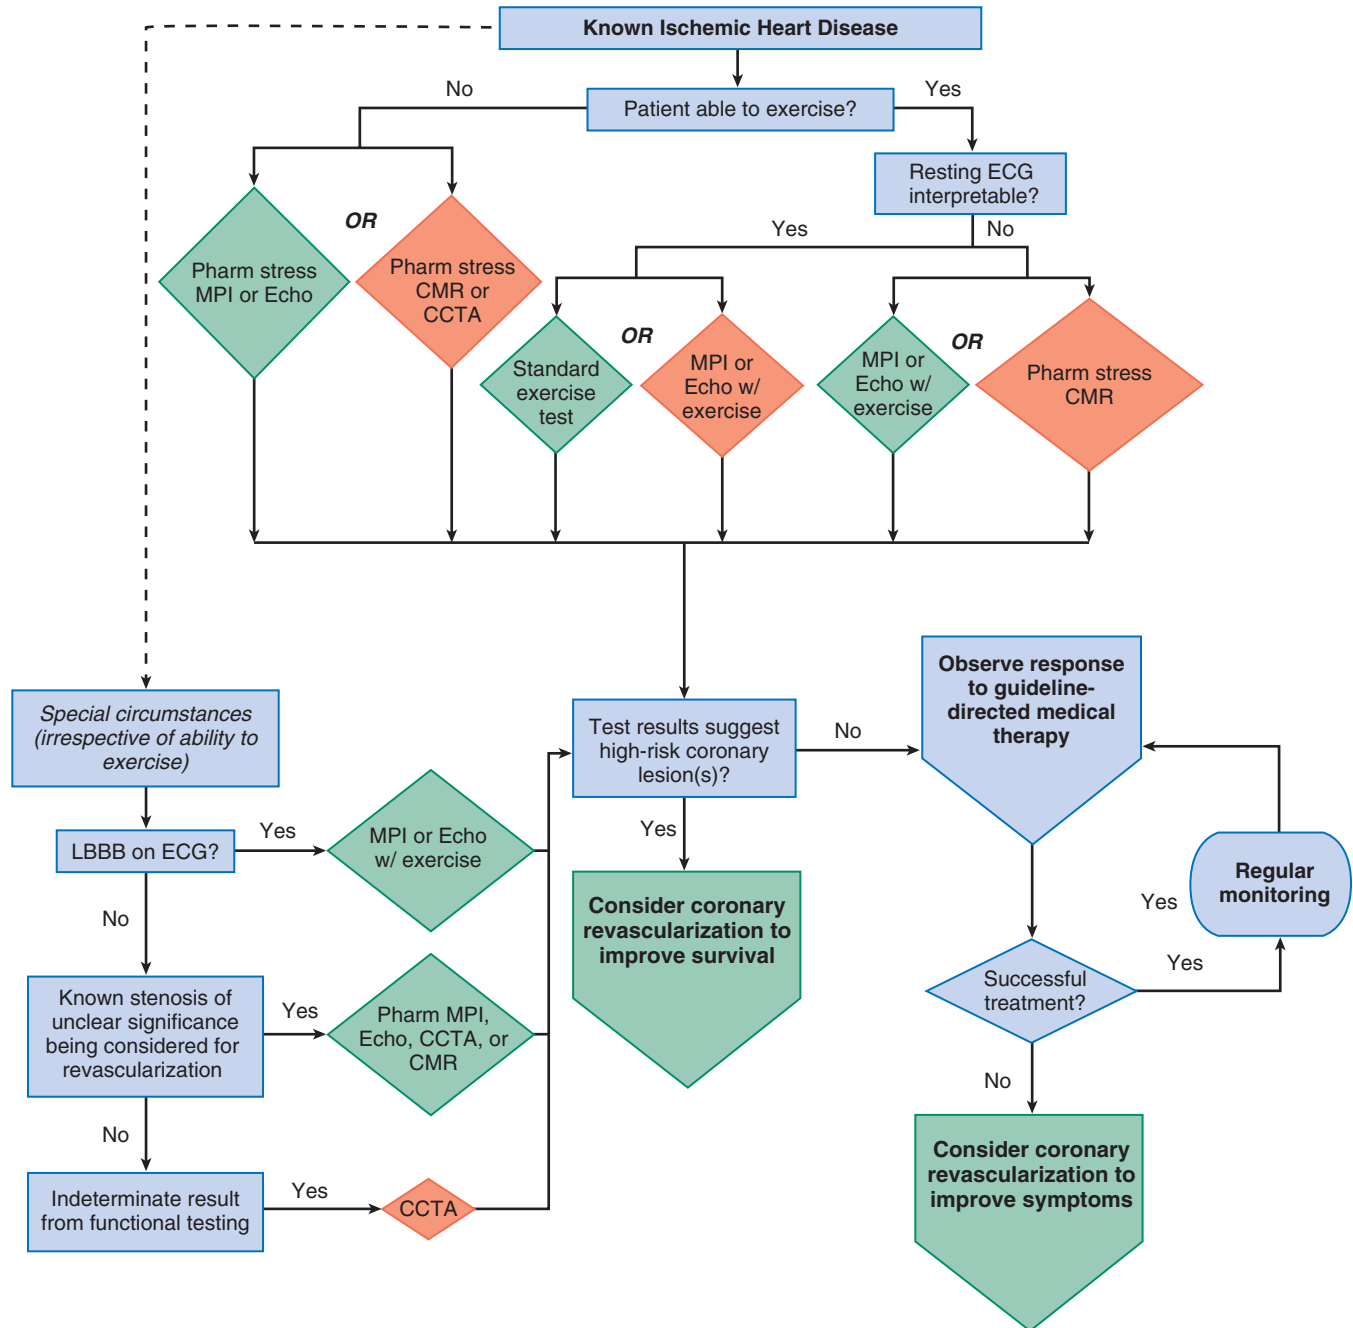 Known Ischemic Heart Disease
No
Patient able to exercise?
Yes
Resting ECG
interpretable?
Yes
No
Pharm stress
MPI or Echo
OR
Pharm stress
CMR or
CCTA
Standard
exercise
test
OR
MPI or
Echo w/
exercise
MPI or
Echo w/
exercise
OR
Pharm stress
CMR
Special circumstances
(irrespective of ability to
exercise)
LBBB on ECG?
Yes
MPI or Echo
w/ exercise
No
Known stenosis of
unclear significance
being considered for
revascularization
Yes
Pharm MPI,
Echo, CCTA, or
CMR
No
Indeterminate result
from functional testing
Yes
CCTA
Test results suggest
high-risk coronary
lesion(s)?
No
Yes
Consider coronary
revascularization to
improve survival
Observe response
to guideline-
directed medical
therapy
Regular
monitoring
Yes
Successful
treatment?
Yes
No
Consider coronary
revascularization to
improve symptoms